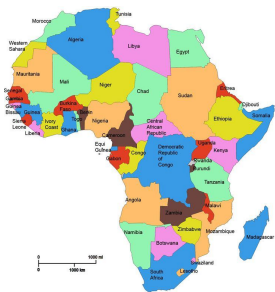 Tunisia
Morocco
Algeria
Libya
Egypt
Western
Sahara
Mauritania
Mali
Niger
Chad
Sudan
Eritrea
Djibouti
Somalia
Ethiopia
Senegal
Gambia
Guinea
Bissau
Guinea
Sierra
Leone
Liberia
Ivory
Coast
Burkina
Faso
Ghana
Togo
Nigeria
Cameroon
Central
African
Republic
Equi
Guinea
Gabon
Congo
Democratic
Republic
of
Congo
Uganda
Kenya
Rwanda
Burundi
Tanzania
Angola
Zambia
Malawi
Mozambique
Zimbabwe
Namibia
Botswana
Swaziland
Lesotho
South
Africa
Madagascar
0
1000 mi
0
1000 km